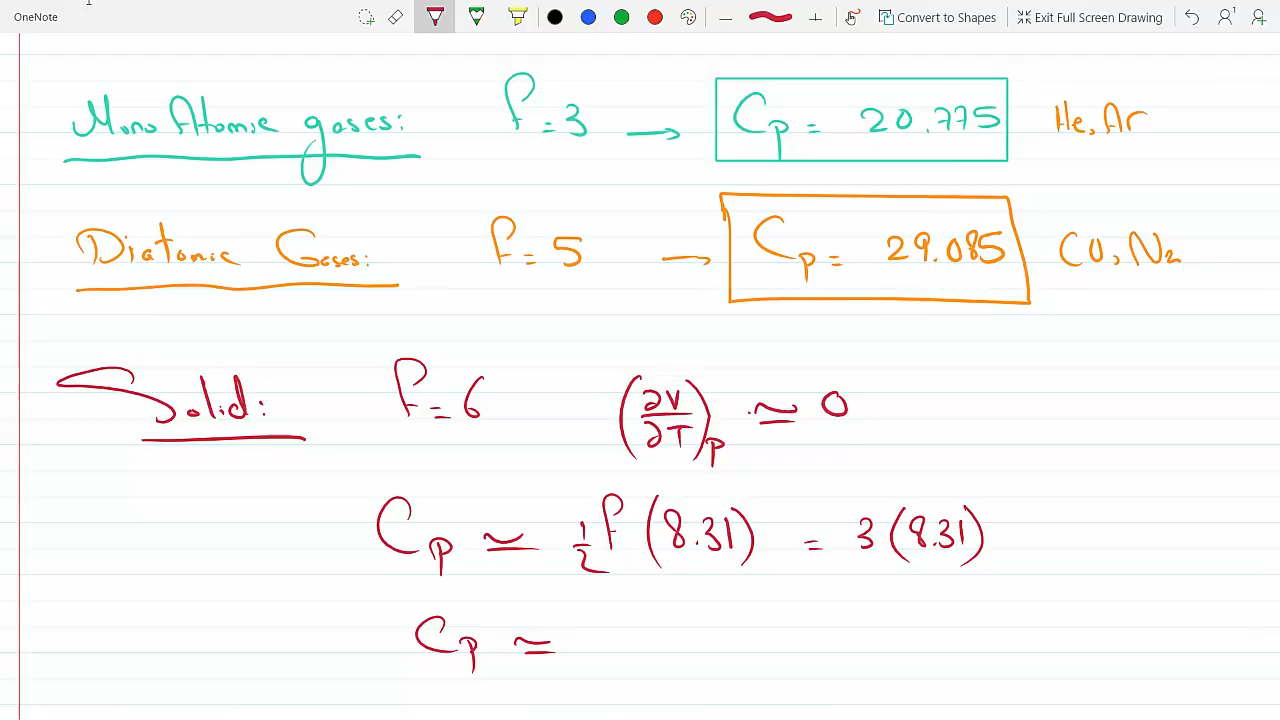 OneNote Convert to Shapes Exit Full Screen Drawing
Mono Atomic gases: f = 3 → Cp = 20.775 He, Ar
Diatomic Gases: f = 5 → Cp = 29.085 CO, N₂
Solid: f = 6 (∂V/∂T)p ≃ 0
Cp ≃ 1/2 f (8.31) = 3 (8.31)
Cp ≃